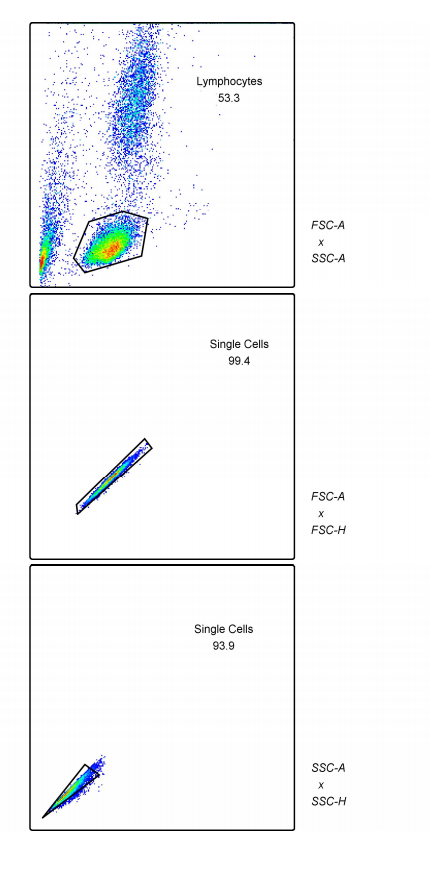 Lymphocytes
53.3
FSC-A
x
SSC-A
Single Cells
99.4
FSC-A
x
FSC-H
Single Cells
93.9
SSC-A
x
SSC-H